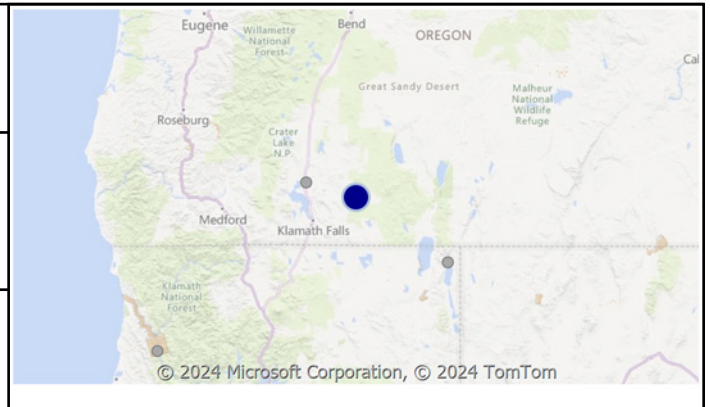 Eugene
Willamette
National
Forest
Bend
OREGON
Cal
Great Sandy Desert
Malheur
National
Wildlife
Refuge
Roseburg
Crater
Lake
N.P.
Medford
Klamath Falls
Klamath
National
Forest
© 2024 Microsoft Corporation, © 2024 TomTom